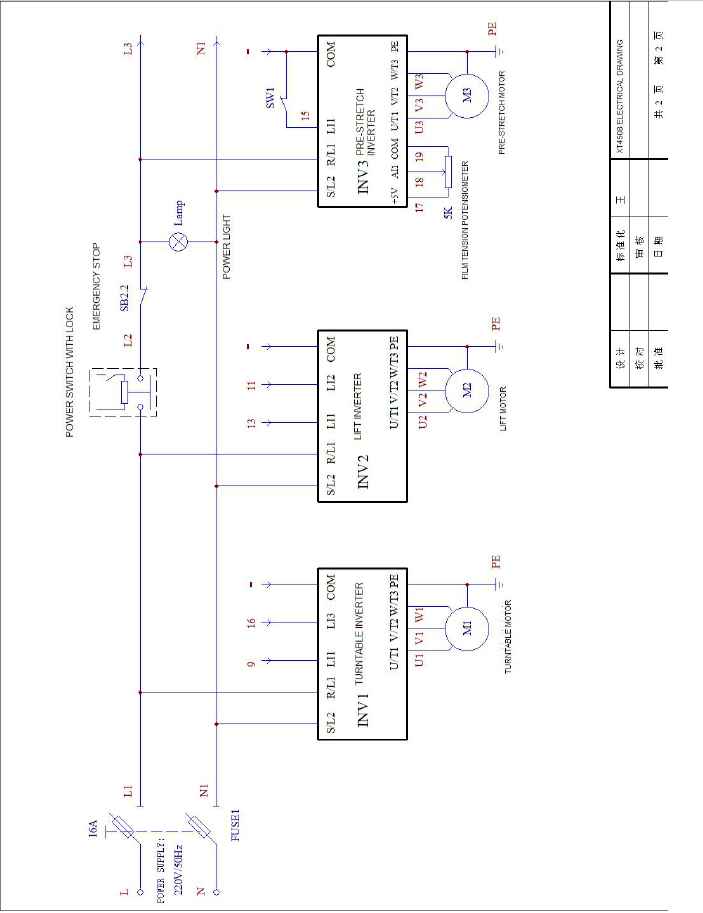 POWER SWITCH WITH LOCK
EMERGENCY STOP
16A
L
L1
L2
SB2.2
L3
L3
Lamp
POWER LIGHT
POWER SUPPLY:
220V/50Hz
N
N1
FUSE1
N1
9
16
-
S/L2 R/L1 LI1 LI3 COM
INV1 TURNTABLE INVERTER
U/T1 V/T2 W/T3 PE
U1 V1 W1
M1
PE
TURNTABLE MOTOR
13
11
-
S/L2 R/L1 LI1 LI2 COM
INV2 LIFT INVERTER
U/T1 V/T2 W/T3 PE
U2 V2 W2
M2
PE
LIFT MOTOR
SW1
15
-
S/L2 R/L1 LI1 COM
INV3 PRE-STRETCH
INVERTER
+5V AI1 COM U/T1 V/T2 W/T3 PE
17 18 19 U3 V3 W3
5K
M3
PE
FILM TENSION POTENSIOMETER
PRE-STRETCH MOTOR
设 计
标 准 化
王
XT4508 ELECTRICAL DRAWING
校 对
审 核
批 准
日 期
共 2 页 第 2 页